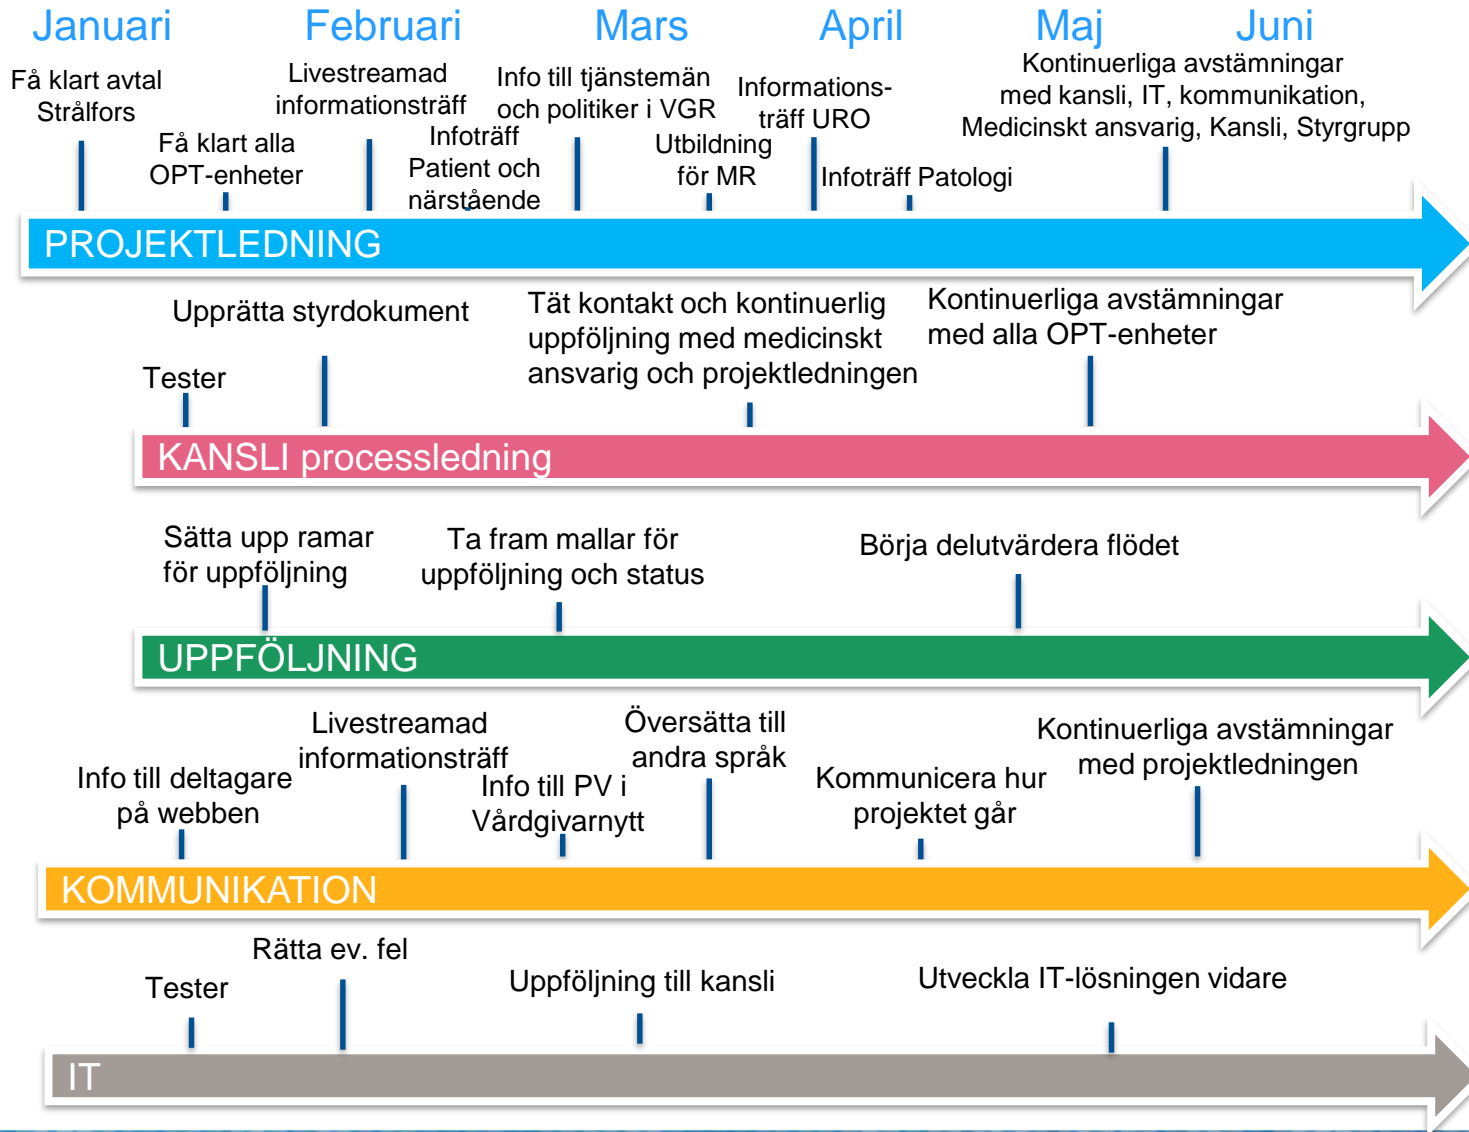 Januari
Februari
Mars
April
Maj
Juni
Få klart avtal
Strålfors
Få klart alla
OPT-enheter
Livestreamad
informationsträff
Infoträff
Patient och
närstående
Info till tjänstemän
och politiker i VGR
Utbildning
för MR
Informations-
träff URO
Infoträff Patologi
Kontinuerliga avstämningar
med kansli, IT, kommunikation,
Medicinskt ansvarig, Kansli, Styrgrupp
PROJEKTLEDNING
Tester
Upprätta styrdokument
Tät kontakt och kontinuerlig
uppföljning med medicinskt
ansvarig och projektledningen
Kontinuerliga avstämningar
med alla OPT-enheter
KANSLI processledning
Sätta upp ramar
för uppföljning
Ta fram mallar för
uppföljning och status
Börja delutvärdera flödet
UPPFÖLJNING
Info till deltagare
på webben
Livestreamad
informationsträff
Info till PV i
Vårdgivarnytt
Översätta till
andra språk
Kommunicera hur
projektet går
Kontinuerliga avstämningar
med projektledningen
KOMMUNIKATION
Tester
Rätta ev. fel
Uppföljning till kansli
Utveckla IT-lösningen vidare
IT